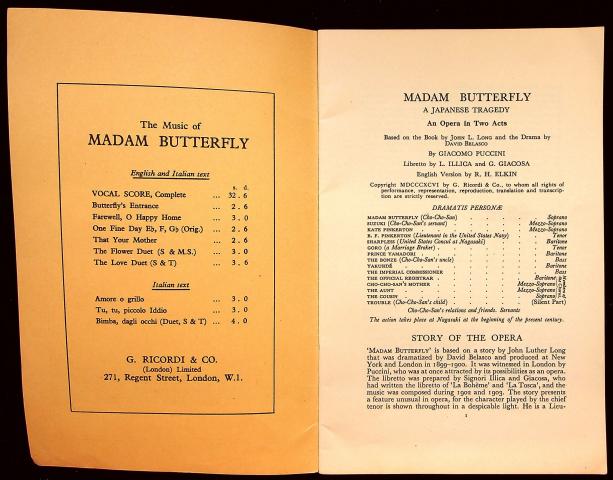 The Music of
MADAM BUTTERFLY
English and Italian text
s. d.
VOCAL SCORE, Complete ... 32 . 6
Butterfly's Entrance ... 2 . 6
Farewell, O Happy Home ... 3 . 0
One Fine Day E♭, F, G♭ (Orig.) ... 2 . 6
That Your Mother ... 2 . 6
The Flower Duet (S & M.S.) ... 3 . 0
The Love Duet (S & T) ... 3 . 6
Italian text
Amore o grillo ... 3 . 0
Tu, tu, piccolo Iddio ... 3 . 0
Bimba, dagli occhi (Duet, S & T) ... 4 . 0
G. RICORDI & CO.
(London) Limited
271, Regent Street, London, W.1.
MADAM BUTTERFLY
A JAPANESE TRAGEDY
An Opera in Two Acts
Based on the Book by JOHN L. LONG and the Drama by
DAVID BELASCO
By GIACOMO PUCCINI
Libretto by L. ILLICA and G. GIACOSA
English Version by R. H. ELKIN
Copyright MDCCCXCVI by G. Ricordi & Co., to whom all rights of
performance, representation, reproduction, translation and transcrip-
tion are strictly reserved.
DRAMATIS PERSONÆ
MADAM BUTTERFLY (Cho-Cho-San) . . . . Soprano
SUZUKI (Cho-Cho-San's servant) . . . . Mezzo-Soprano
KATE PINKERTON . . . . Mezzo-Soprano
B. F. PINKERTON (Lieutenant in the United States Navy) . . Tenor
SHARPLESS (United States Consul at Nagasaki) . . . Baritone
GORO (a Marriage Broker) . . . . Tenor
PRINCE YAMADORI . . . . Baritone
THE BONZE (Cho-Cho-San's uncle) . . . . Bass
YAKUSIDÉ . . . . Baritone
THE IMPERIAL COMMISSIONER . . . . Bass
THE OFFICIAL REGISTRAR . . . . Baritone
CHO-CHO-SAN'S MOTHER . . . . Mezzo-Soprano
THE AUNT . . . . Mezzo-Soprano
THE COUSIN . . . . Soprano
TROUBLE (Cho-Cho-San's child) . . . . (Silent Part)
Cho-Cho-San's relations and friends. Servants
The action takes place at Nagasaki at the beginning of the present century.
STORY OF THE OPERA
'MADAM BUTTERFLY' is based on a story by John Luther Long
that was dramatized by David Belasco and produced at New
York and London in 1899-1900. It was witnessed in London by
Puccini, who was at once attracted by its possibilities as an opera.
The libretto was prepared by Signori Illica and Giacosa, who
had written the libretto of 'La Bohême' and 'La Tosca', and the
music was composed during 1902 and 1903. The story presents
a feature unusual in opera, for the character played by the chief
tenor is shown throughout in a despicable light. He is a Lieu-
1